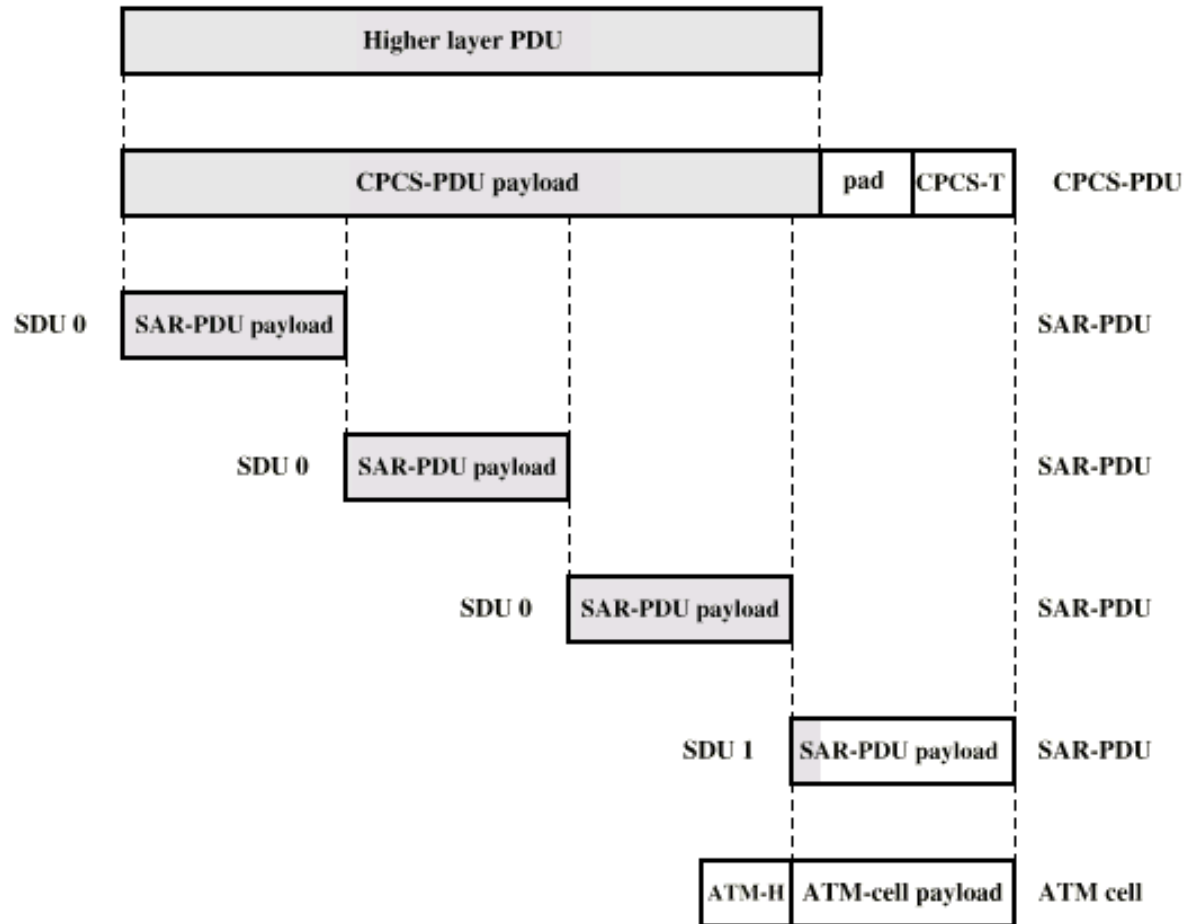 Higher layer PDU
CPCS-PDU payload pad CPCS-T CPCS-PDU
SDU 0 SAR-PDU payload SAR-PDU
SDU 0 SAR-PDU payload SAR-PDU
SDU 0 SAR-PDU payload SAR-PDU
SDU 1 SAR-PDU payload SAR-PDU
ATM-H ATM-cell payload ATM cell